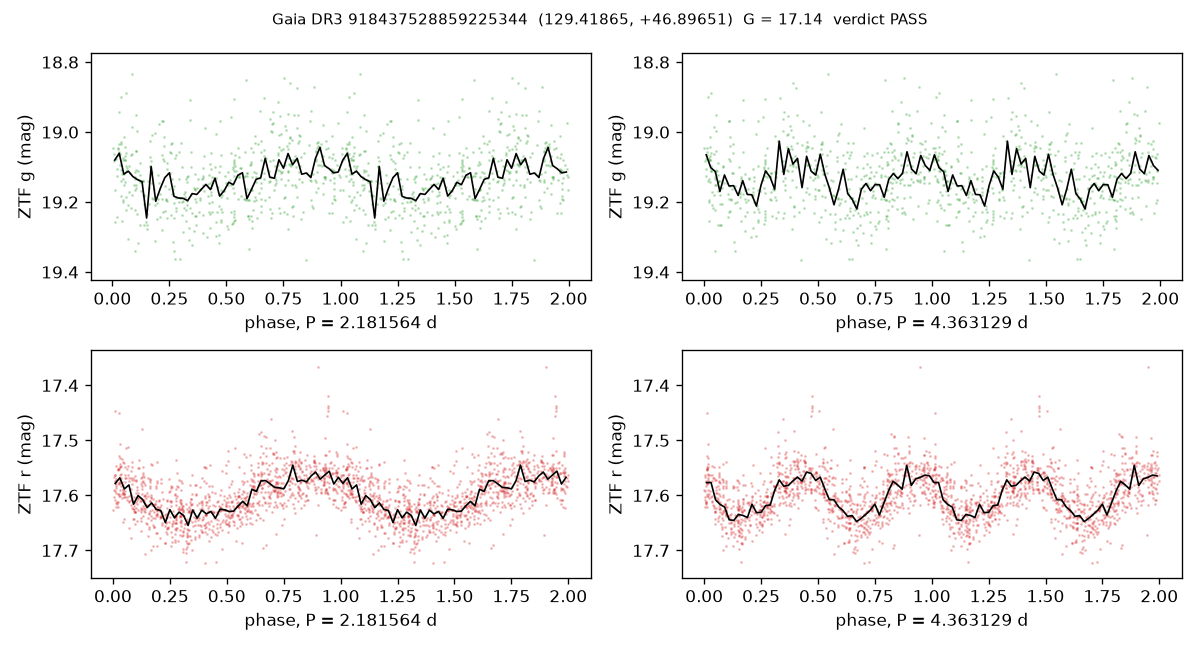 Gaia DR3 918437528859225344  (129.41865, +46.89651)  G = 17.14  verdict PASS
18.8
19.0
19.2
19.4
ZTF g (mag)
0.00 0.25 0.50 0.75 1.00 1.25 1.50 1.75 2.00
phase, P = 2.181564 d
18.8
19.0
19.2
19.4
ZTF g (mag)
0.00 0.25 0.50 0.75 1.00 1.25 1.50 1.75 2.00
phase, P = 4.363129 d
17.4
17.5
17.6
17.7
ZTF r (mag)
0.00 0.25 0.50 0.75 1.00 1.25 1.50 1.75 2.00
phase, P = 2.181564 d
17.4
17.5
17.6
17.7
ZTF r (mag)
0.00 0.25 0.50 0.75 1.00 1.25 1.50 1.75 2.00
phase, P = 4.363129 d